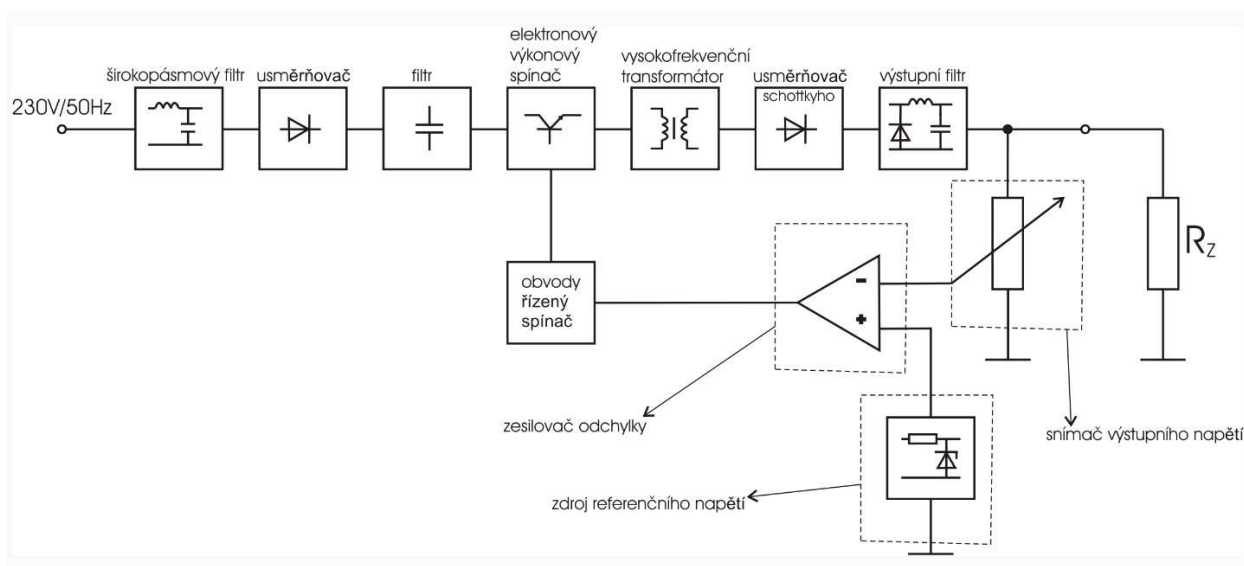 elektronový
výkonový
spínač
vysokofrekvenční
transformátor
širokopásmový filtr
usměrňovač
filtr
usměrňovač
schottkyho
výstupní filtr
230V/50Hz
RZ
obvody
řízený
spínač
-
+
zesilovač odchylky
snímač výstupního napětí
zdroj referenčního napětí